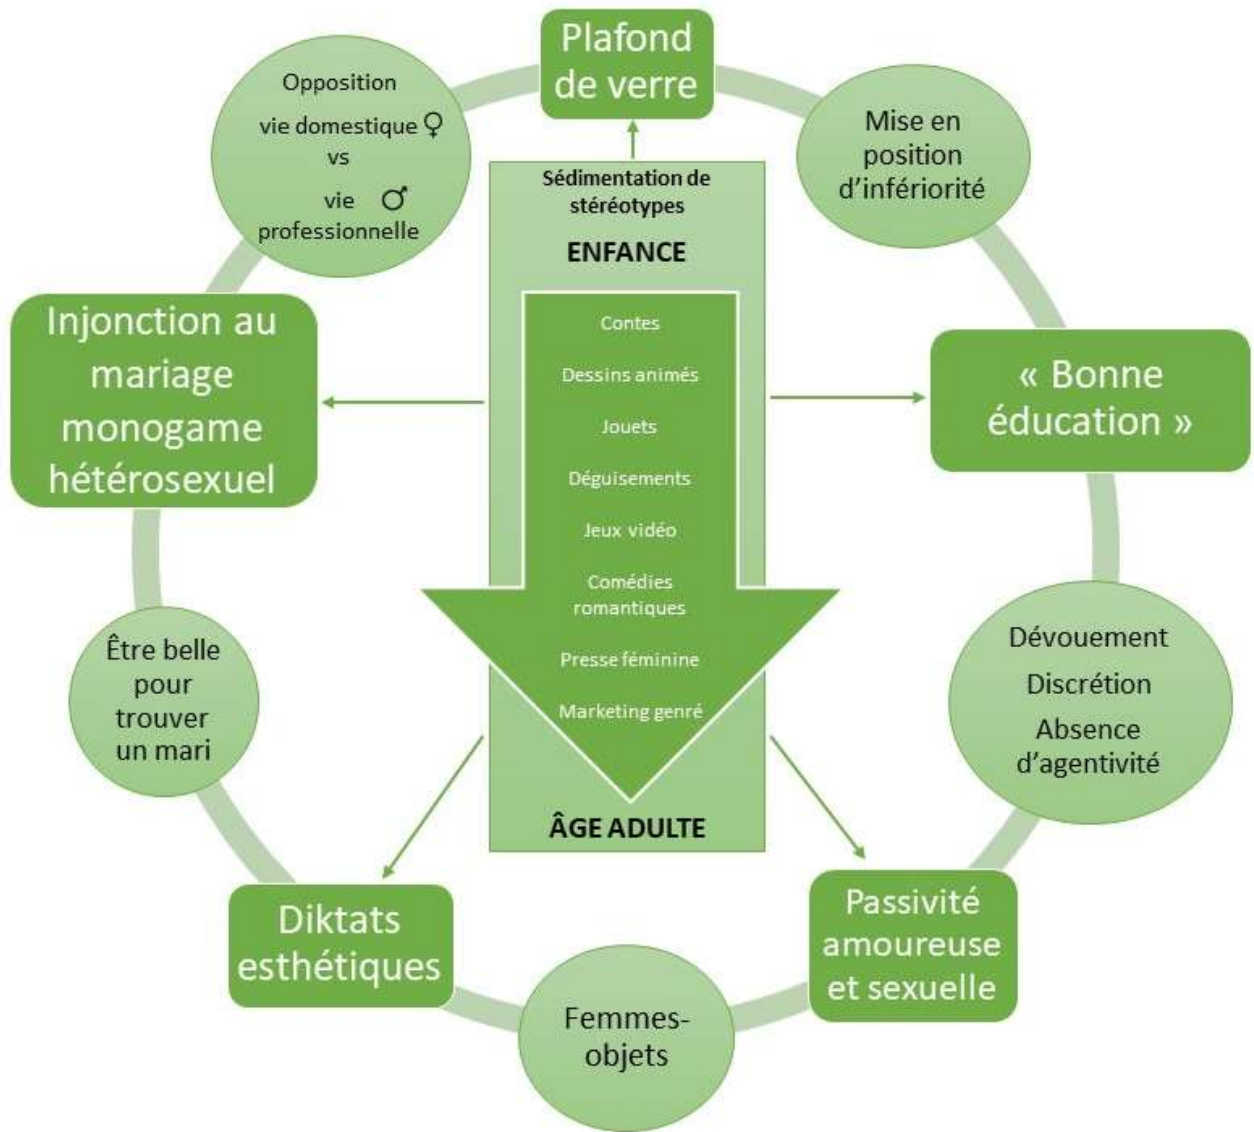 Plafond
de verre
Opposition
vie domestique ♀
vs
vie ♂
professionnelle
Mise en
position
d'infériorité
Sédimentation de
stéréotypes
ENFANCE
Contes
Dessins animés
Jouets
Déguisements
Jeux vidéo
Comédies
romantiques
Presse féminine
Marketing genré
ÂGE ADULTE
Injonction au
mariage
monogame
hétérosexuel
« Bonne
éducation »
Être belle
pour
trouver
un mari
Dévouement
Discrétion
Absence
d'agentivité
Diktats
esthétiques
Passivité
amoureuse
et sexuelle
Femmes-
objets